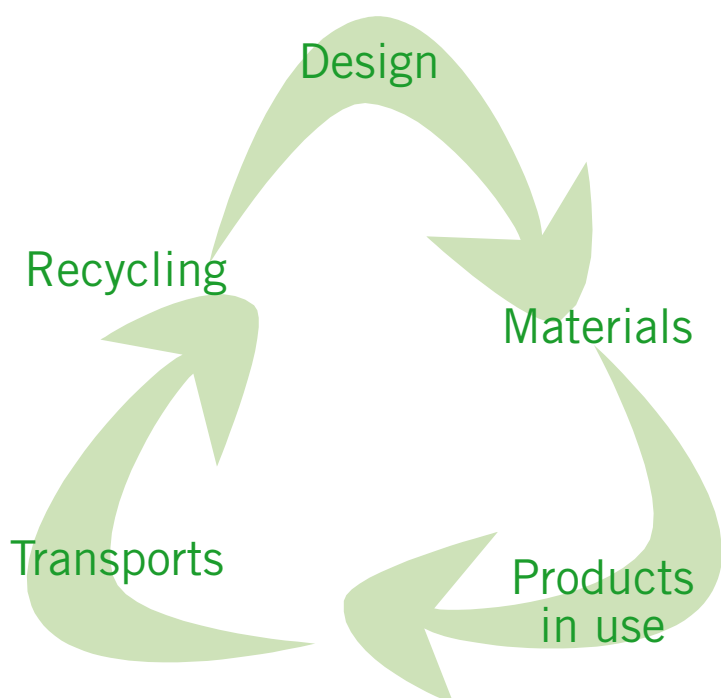 Design
Recycling
Materials
Transports
Products
in use